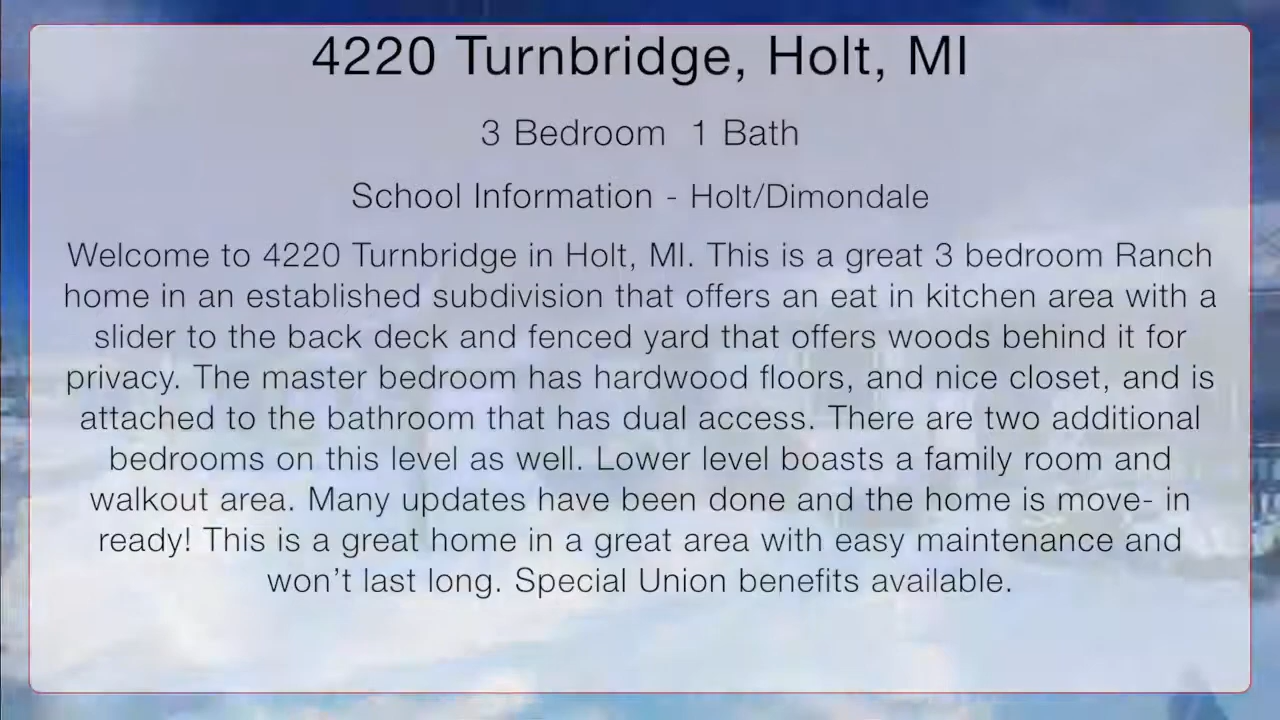 4220 Turnbridge, Holt, MI
3 Bedroom 1 Bath
School Information - Holt/Dimondale
Welcome to 4220 Turnbridge in Holt, MI. This is a great 3 bedroom Ranch
home in an established subdivision that offers an eat in kitchen area with a
slider to the back deck and fenced yard that offers woods behind it for
privacy. The master bedroom has hardwood floors, and nice closet, and is
attached to the bathroom that has dual access. There are two additional
bedrooms on this level as well. Lower level boasts a family room and
walkout area. Many updates have been done and the home is move- in
ready! This is a great home in a great area with easy maintenance and
won’t last long. Special Union benefits available.